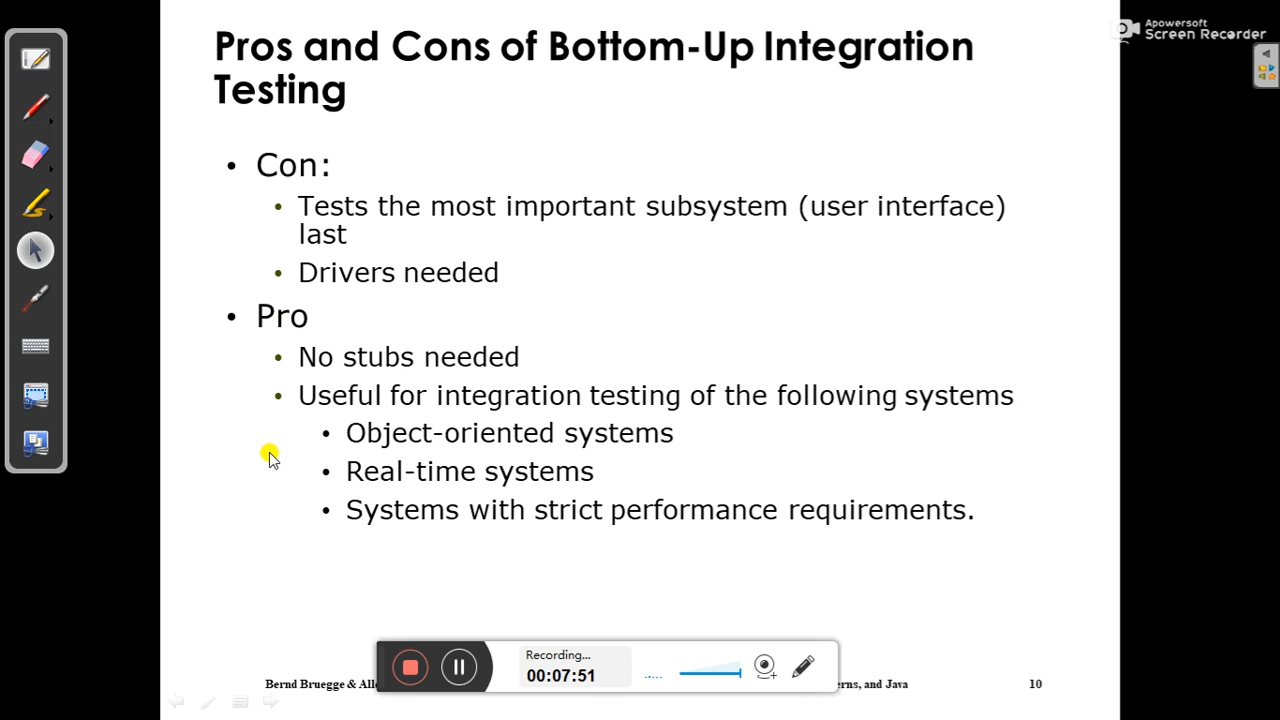 Apowersoft
Screen Recorder
Pros and Cons of Bottom-Up Integration
Testing
• Con:
• Tests the most important subsystem (user interface)
last
• Drivers needed
• Pro
• No stubs needed
• Useful for integration testing of the following systems
• Object-oriented systems
• Real-time systems
• Systems with strict performance requirements.
Recording...
00:07:51
Bernd Bruegge & and Java 10